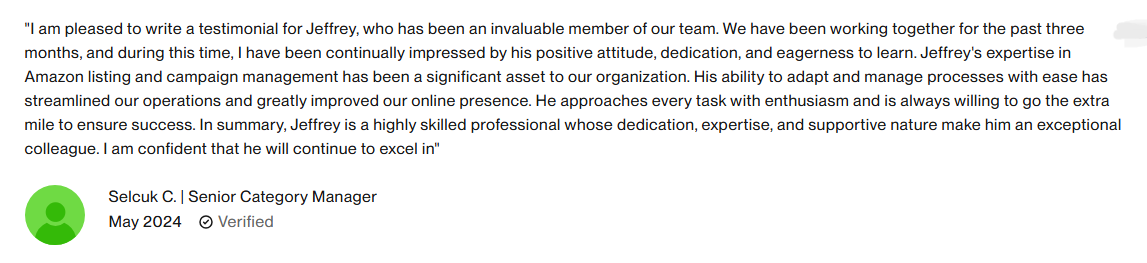 "I am pleased to write a testimonial for Jeffrey, who has been an invaluable member of our team. We have been working together for the past three
months, and during this time, I have been continually impressed by his positive attitude, dedication, and eagerness to learn. Jeffrey's expertise in
Amazon listing and campaign management has been a significant asset to our organization. His ability to adapt and manage processes with ease has
streamlined our operations and greatly improved our online presence. He approaches every task with enthusiasm and is always willing to go the extra
mile to ensure success. In summary, Jeffrey is a highly skilled professional whose dedication, expertise, and supportive nature make him an exceptional
colleague. I am confident that he will continue to excel in"
Selcuk C. | Senior Category Manager
May 2024 Verified